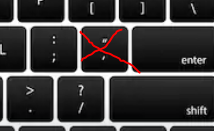 P { } |
[ ] \
L : " enter
; '
> ? shift
. /